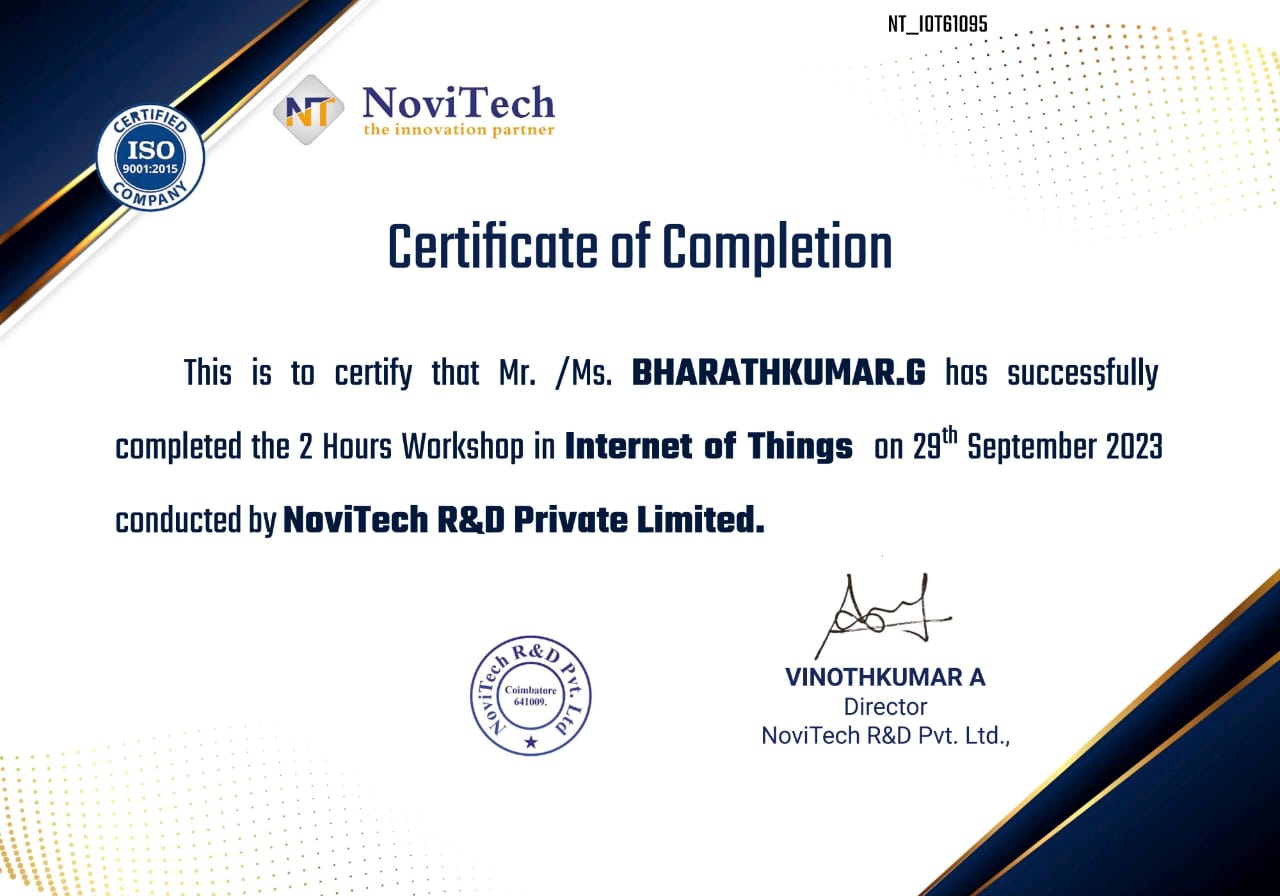 NT_IOT61095
CERTIFIED
ISO
9001:2015
COMPANY
NT
NoviTech
the innovation partner
Certificate of Completion
This is to certify that Mr. /Ms. BHARATHKUMAR.G has successfully
completed the 2 Hours Workshop in Internet of Things on 29th September 2023
conducted by NoviTech R&D Private Limited.
NoviTech R&D Pvt. Ltd
Coimbatore
641009.
VINOTHKUMAR A
Director
NoviTech R&D Pvt. Ltd.,